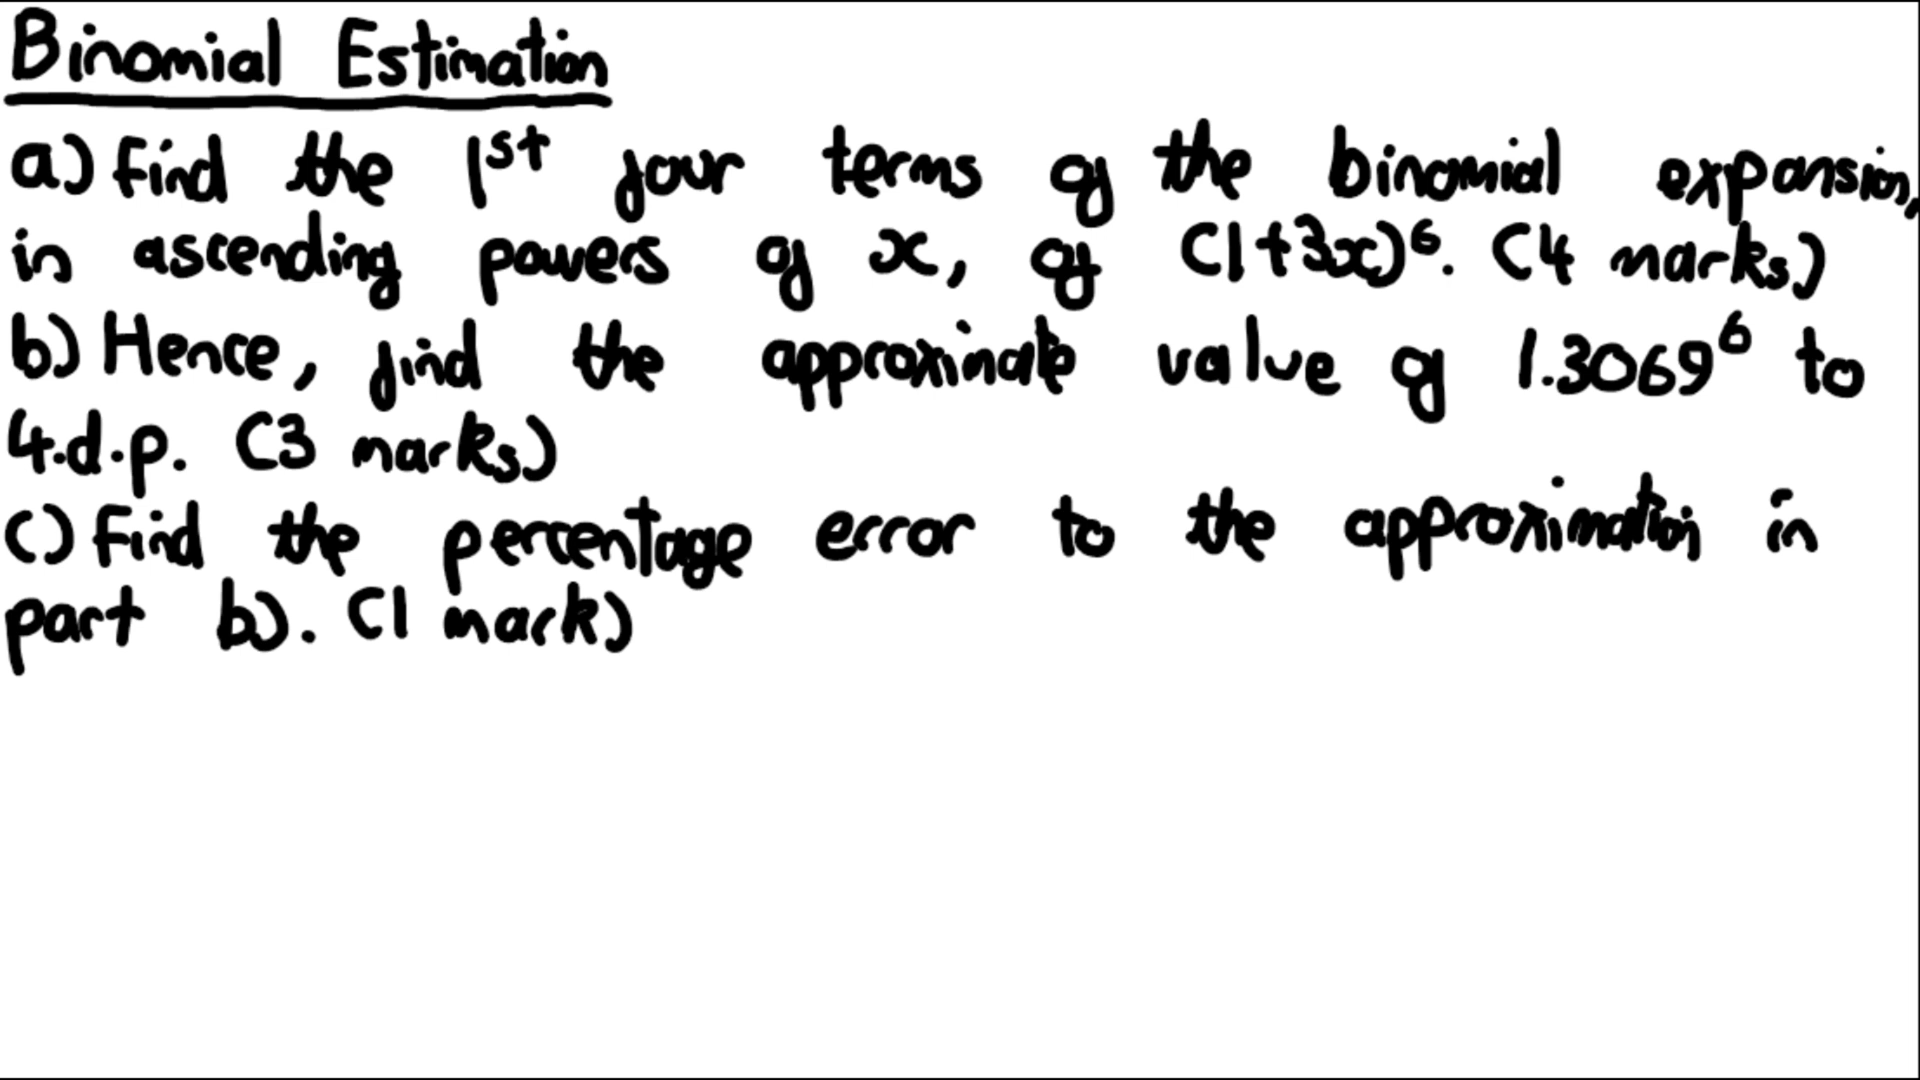 Binomial Estimation
a) Find the 1st four terms of the binomial expansion,
in ascending powers of x, of (1+3x)⁶. (4 marks)
b) Hence, find the approximate value of 1.3069⁶ to
4.d.p. (3 marks)
c) Find the percentage error to the approximation in
part b). (1 mark)